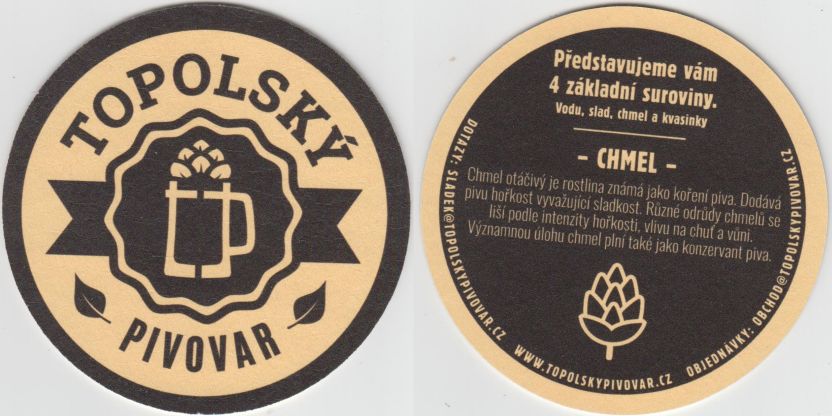 TOPOLSKÝ
PIVOVAR
Představujeme vám
4 základní suroviny.
Vodu, slad, chmel a kvasinky
- CHMEL -
Chmel otáčivý je rostlina známá jako koření piva. Dodává
pivu hořkost vyvažující sladkost. Různé odrůdy chmelů se
liší podle intenzity hořkosti, vlivu na chuť a vůni.
Významnou úlohu chmel plní také jako konzervant piva.
DOTAZY: SLADEK@TOPOLSKYPIVOVAR.CZ
WWW.TOPOLSKYPIVOVAR.CZ
OBJEDNÁVKY: OBCHOD@TOPOLSKYPIVOVAR.CZ